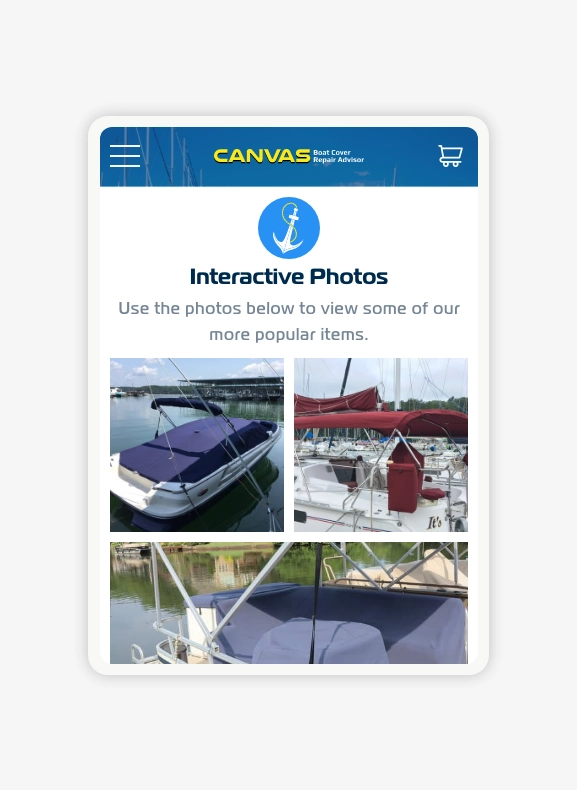 CANVAS
Boat Cover
Repair Advisor
Interactive Photos
Use the photos below to view some of our
more popular items.
It's